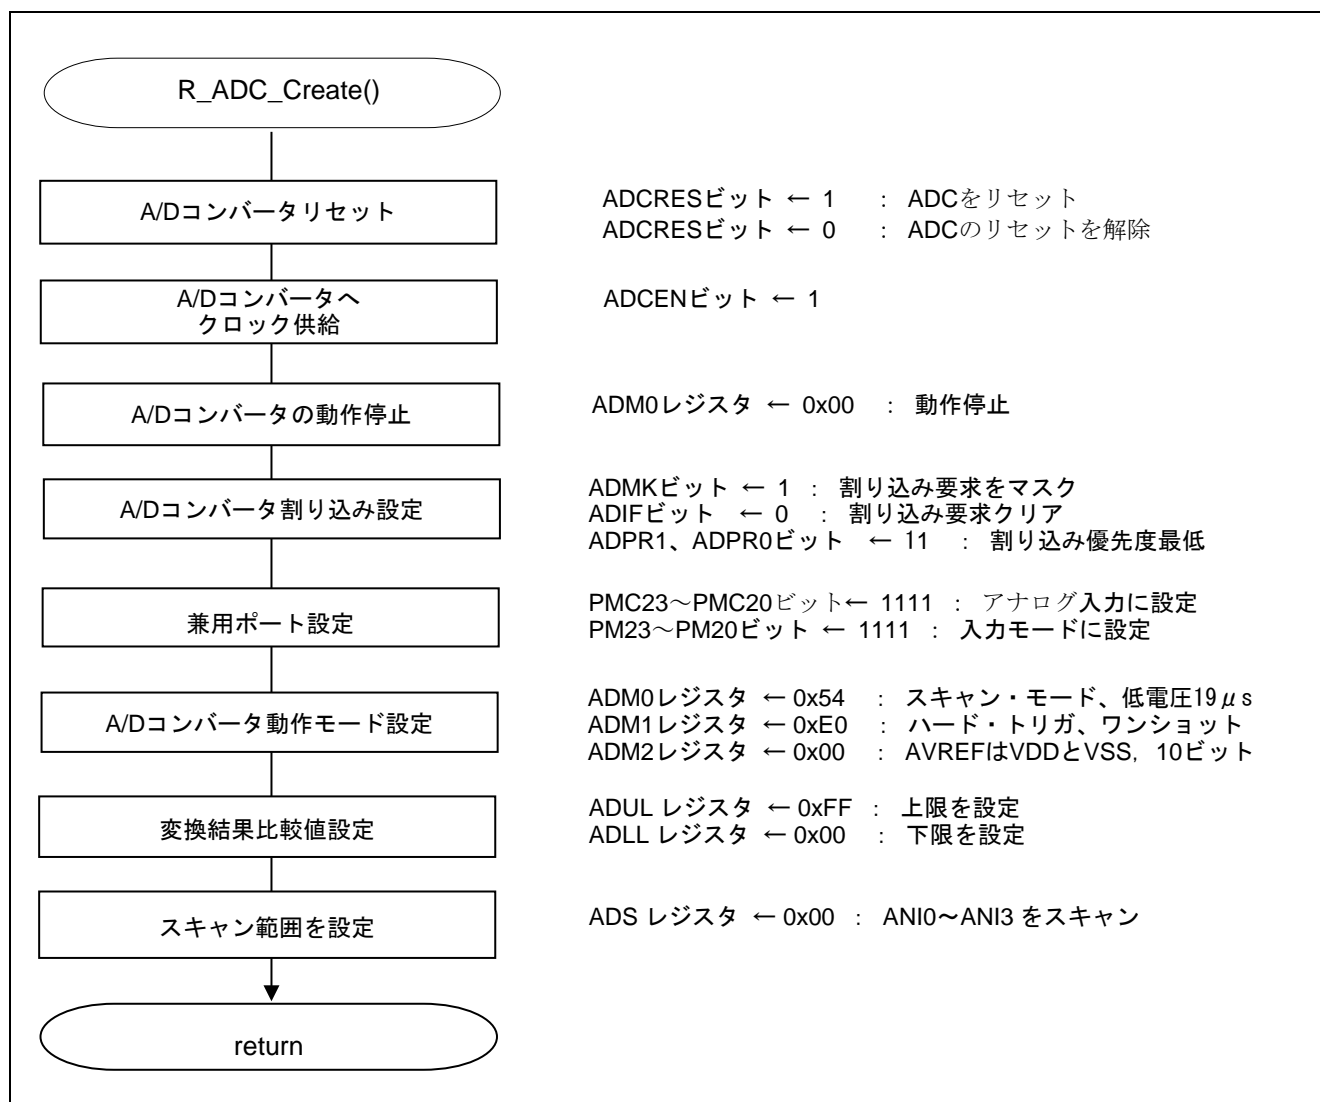 R_ADC_Create()
A/Dコンバータリセット
ADCRESビット ← 1 : ADCをリセット
ADCRESビット ← 0 : ADCのリセットを解除
A/Dコンバータへ
クロック供給
ADCENビット ← 1
A/Dコンバータの動作停止
ADM0レジスタ ← 0x00 : 動作停止
A/Dコンバータ割り込み設定
ADMKビット ← 1 : 割り込み要求をマスク
ADIFビット ← 0 : 割り込み要求クリア
ADPR1、ADPR0ビット ← 11 : 割り込み優先度最低
兼用ポート設定
PMC23～PMC20ビット← 1111 : アナログ入力に設定
PM23～PM20ビット ← 1111 : 入力モードに設定
A/Dコンバータ動作モード設定
ADM0レジスタ ← 0x54 : スキャン・モード、低電圧19μs
ADM1レジスタ ← 0xE0 : ハード・トリガ、ワンショット
ADM2レジスタ ← 0x00 : AVREFはVDDとVSS，10ビット
変換結果比較値設定
ADUL レジスタ ← 0xFF : 上限を設定
ADLL レジスタ ← 0x00 : 下限を設定
スキャン範囲を設定
ADS レジスタ ← 0x00 : ANI0～ANI3 をスキャン
return